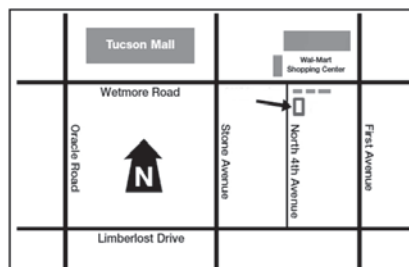 Tucson Mall
Wal-Mart
Shopping Center
Wetmore Road
Oracle Road
Stone Avenue
North 4th Avenue
First Avenue
N
Limberlost Drive